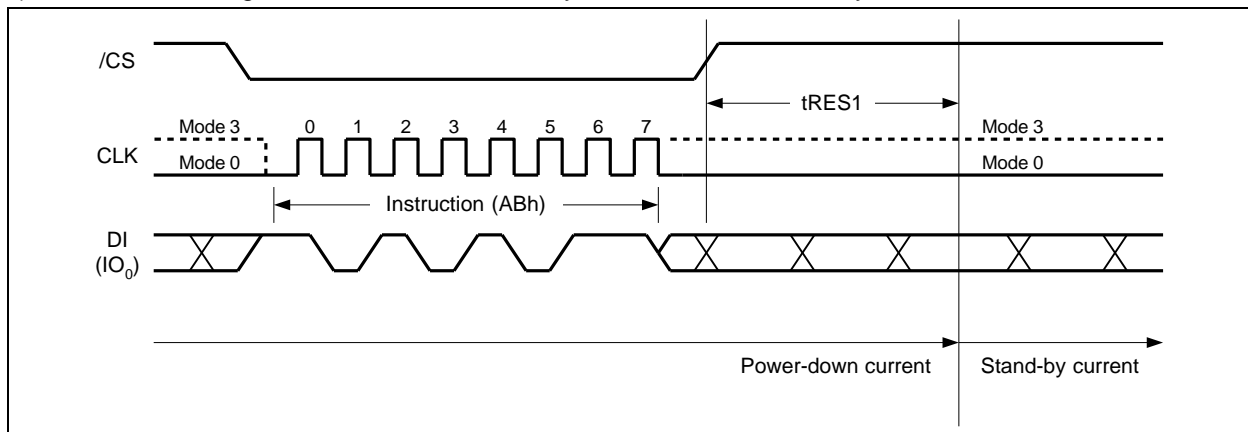 /CS
tRES1
0 1 2 3 4 5 6 7
Mode 3 Mode 3
CLK
Mode 0 Mode 0
Instruction (ABh)
DI
(IO0)
Power-down current Stand-by current